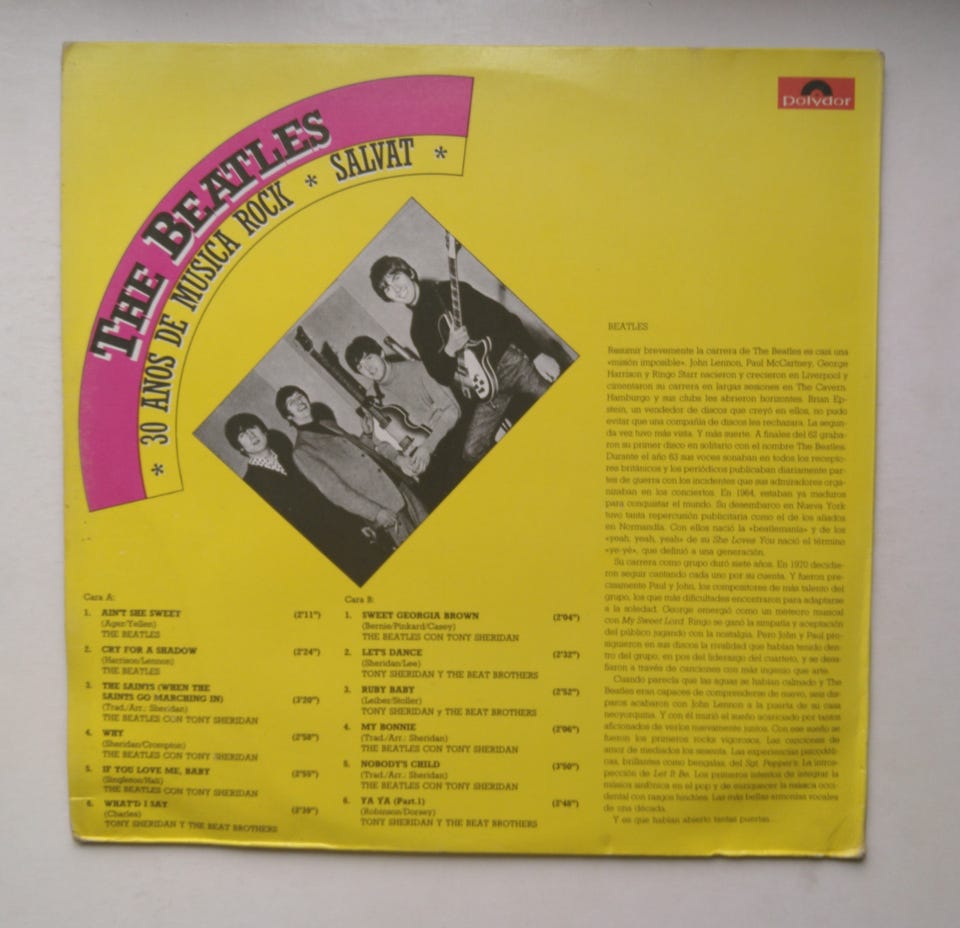 THE BEATLES
* 30 AÑOS DE MUSICA ROCK * SALVAT *
Polydor
Cara A:
1. AIN'T SHE SWEET (2'11")
(Ager/Yellen)
THE BEATLES
2. CRY FOR A SHADOW (2'24")
(Harrison/Lennon)
THE BEATLES
3. THE SAINTS (WHEN THE
SAINTS GO MARCHING IN) (3'20")
(Trad./Arr.: Sheridan)
THE BEATLES CON TONY SHERIDAN
4. WHY (2'58")
(Sheridan/Crompton)
THE BEATLES CON TONY SHERIDAN
5. IF YOU LOVE ME, BABY (2'55")
(Singleton/Hall)
THE BEATLES CON TONY SHERIDAN
6. WHAT'D I SAY (2'39")
(Charles)
TONY SHERIDAN Y THE BEAT BROTHERS
Cara B:
1. SWEET GEORGIA BROWN (2'04")
(Bernie/Pinkard/Casey)
THE BEATLES CON TONY SHERIDAN
2. LET'S DANCE (2'32")
(Sheridan/Lee)
TONY SHERIDAN Y THE BEAT BROTHERS
3. RUBY BABY (2'52")
(Leiber/Stoller)
TONY SHERIDAN y THE BEAT BROTHERS
4. MY BONNIE (2'06")
(Trad./Arr.: Sheridan)
THE BEATLES CON TONY SHERIDAN
5. NOBODY'S CHILD (3'50")
(Trad./Arr.: Sheridan)
THE BEATLES CON TONY SHERIDAN
6. YA YA (Part.1) (2'48")
(Robinson/Dorsey)
TONY SHERIDAN Y THE BEAT BROTHERS
BEATLES
Resumir brevemente la carrera de The Beatles es casi una
«misión imposible». John Lennon, Paul McCartney, George
Harrison y Ringo Starr nacieron y crecieron en Liverpool y
cimentaron su carrera en largas sesiones en The Cavern.
Hamburgo y sus clubs les abrieron horizontes. Brian Ep-
stein, un vendedor de discos que creyó en ellos, no pudo
evitar que una compañía de discos les rechazara. La segun-
da vez tuvo más vista. Y más suerte. A finales del 62 graba-
ron su primer disco en solitario con el nombre The Beatles.
Durante el año 63 sus voces sonaban en todos los recepto-
res británicos y los periódicos publicaban diariamente par-
tes de guerra con los incidentes que sus admiradores orga-
nizaban en los conciertos. En 1964, estaban ya maduros
para conquistar el mundo. Su desembarco en Nueva York
tuvo tanta repercusión publicitaria como el de los aliados
en Normandía. Con ellos nació la «beatlemanía» y de los
«yeah, yeah, yeah» de su She Loves You nació el término
«ye-yé», que definió a una generación.
Su carrera como grupo duró siete años. En 1970 decidie-
ron seguir cantando cada uno por su cuenta. Y fueron pre-
cisamente Paul y John, los compositores de más talento del
grupo, los que más dificultades encontraron para adaptarse
a la soledad. George emergió como un meteoro musical
con My Sweet Lord. Ringo se ganó la simpatía y aceptación
del público jugando con la nostalgia. Pero John y Paul pro-
siguieron en sus discos la rivalidad que habían tenido den-
tro del grupo, en pos del liderazgo del cuarteto, y se desa-
fiaron a través de canciones con más ingenio que arte.
Cuando parecía que las aguas se habían calmado y The
Beatles eran capaces de comprenderse de nuevo, seis dis-
paros acabaron con John Lennon a la puerta de su casa
neoyorquina. Y con él murió el sueño acariciado por tantos
aficionados de verlos nuevamente juntos. Con ese sueño se
fueron los primeros rocks vigorosos. Las canciones de
amor de mediados los sesenta. Las experiencias psicodéli-
cas, brillantes como bengalas, del Sgt. Pepper's. La intros-
pección de Let It Be. Los primeros intentos de integrar la
música sinfónica en el pop y de enriquecer la música occi-
dental con rangos hindúes. Las más bellas armonías vocales
de una década.
Y es que habían abierto tantas puertas...